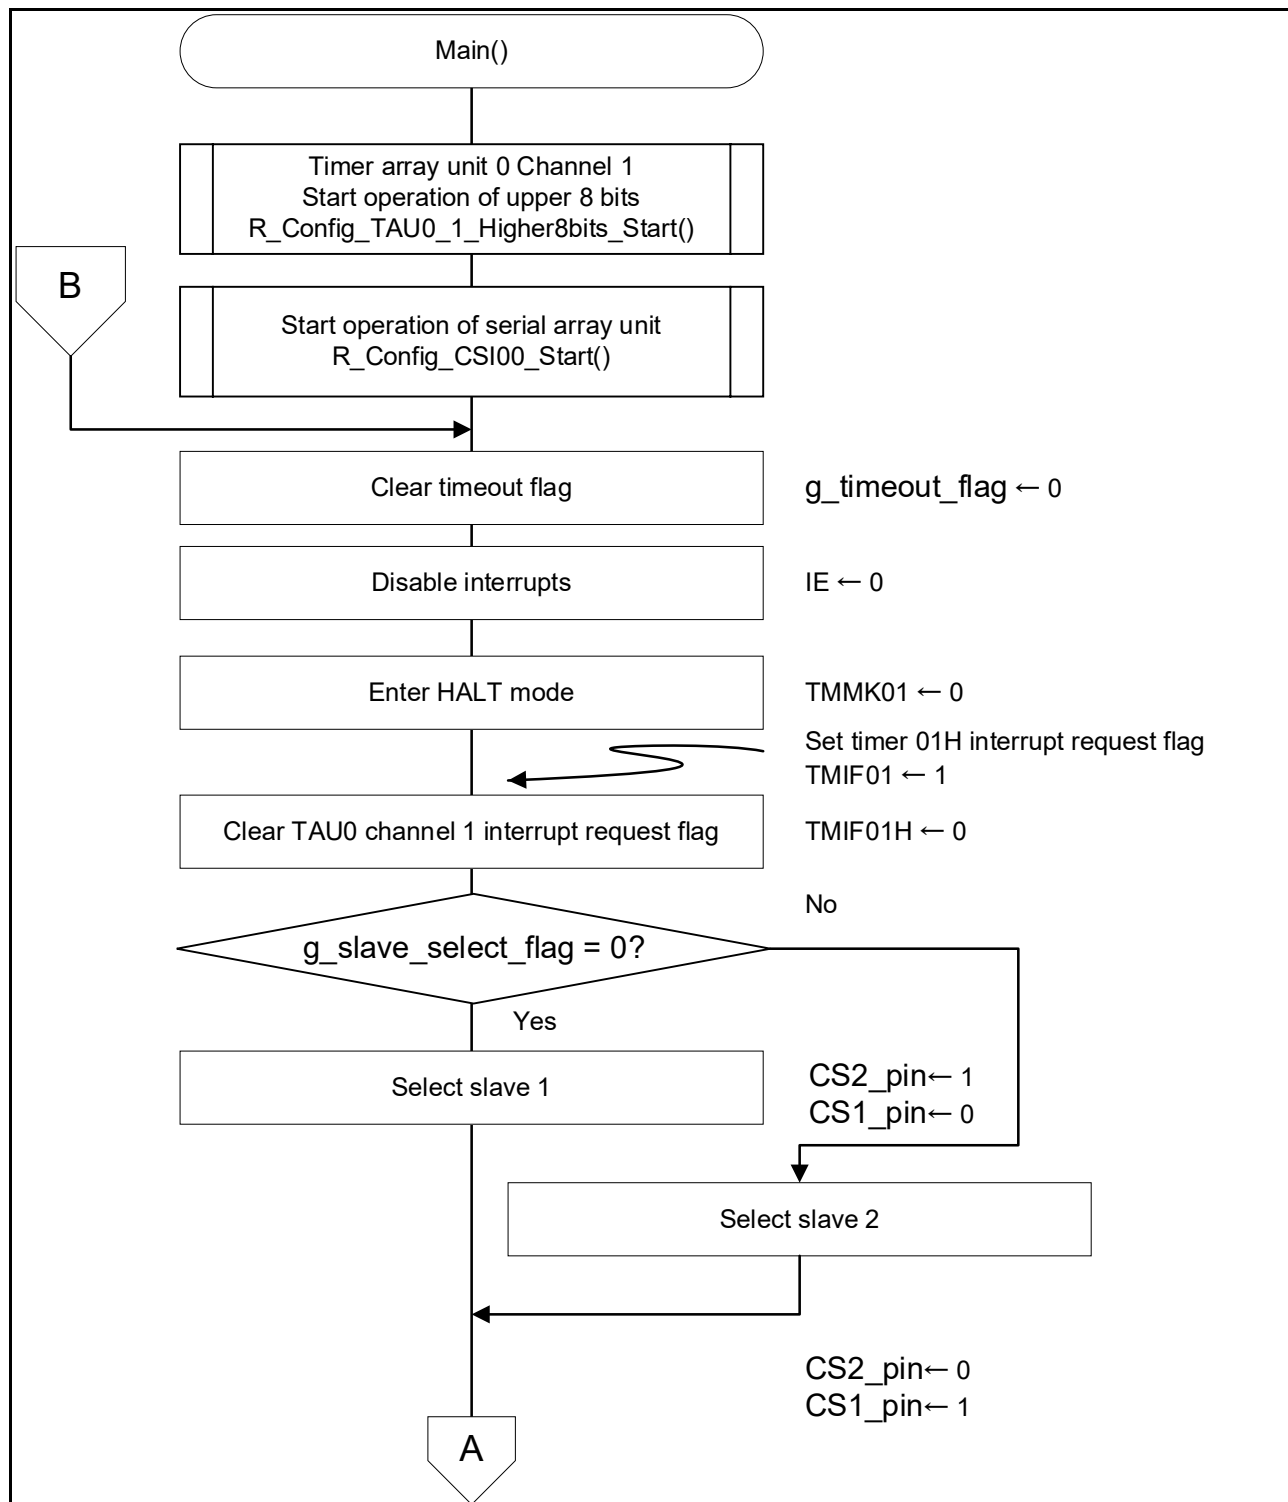 Main()
Timer array unit 0 Channel 1
Start operation of upper 8 bits
R_Config_TAU0_1_Higher8bits_Start()
B
Start operation of serial array unit
R_Config_CSI00_Start()
Clear timeout flag
g_timeout_flag ← 0
Disable interrupts
IE ← 0
Enter HALT mode
TMMK01 ← 0
Set timer 01H interrupt request flag
TMIF01 ← 1
Clear TAU0 channel 1 interrupt request flag
TMIF01H ← 0
No
g_slave_select_flag = 0?
Yes
Select slave 1
CS2_pin← 1
CS1_pin← 0
Select slave 2
CS2_pin← 0
CS1_pin← 1
A